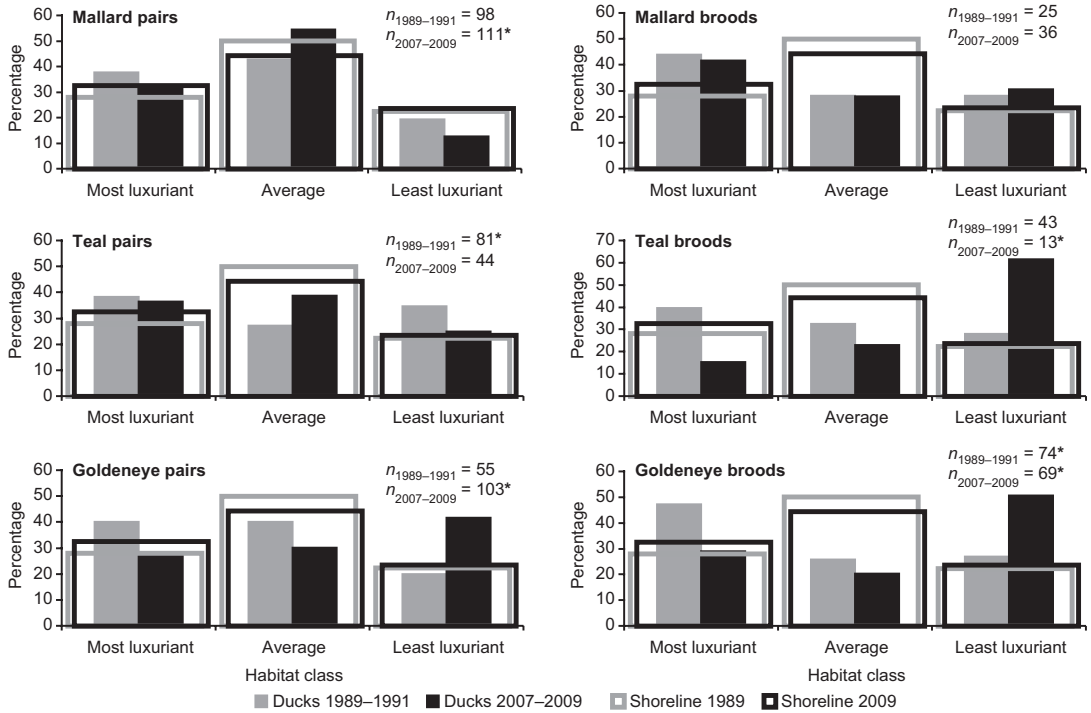 Mallard pairs
n1989–1991 = 98
n2007–2009 = 111*
Percentage
60
50
40
30
20
10
0
Most luxuriant Average Least luxuriant
Mallard broods
n1989–1991 = 25
n2007–2009 = 36
Percentage
60
50
40
30
20
10
0
Most luxuriant Average Least luxuriant
Teal pairs
n1989–1991 = 81*
n2007–2009 = 44
Percentage
60
50
40
30
20
10
0
Most luxuriant Average Least luxuriant
Teal broods
n1989–1991 = 43
n2007–2009 = 13*
Percentage
70
60
50
40
30
20
10
0
Most luxuriant Average Least luxuriant
Goldeneye pairs
n1989–1991 = 55
n2007–2009 = 103*
Percentage
60
50
40
30
20
10
0
Most luxuriant Average Least luxuriant
Habitat class
Goldeneye broods
n1989–1991 = 74*
n2007–2009 = 69*
Percentage
60
50
40
30
20
10
0
Most luxuriant Average Least luxuriant
Habitat class
Ducks 1989–1991 Ducks 2007–2009 Shoreline 1989 Shoreline 2009